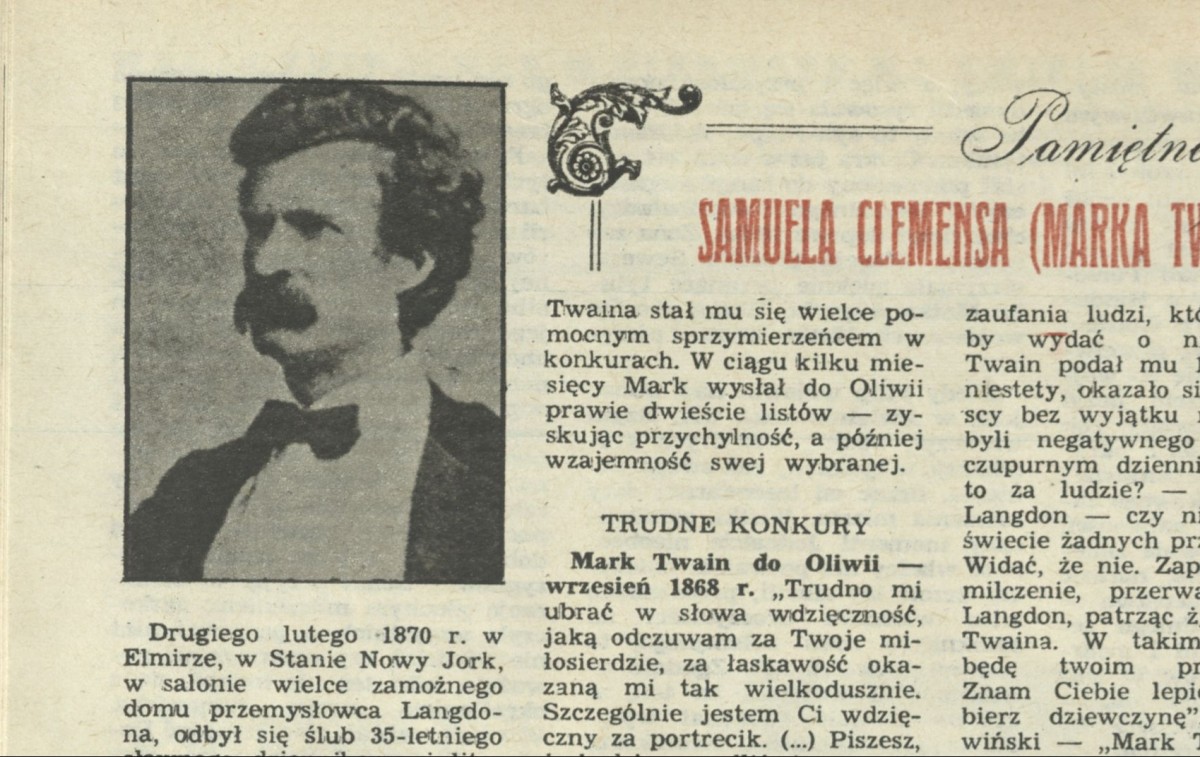 Pamiętn
SAMUELA CLEMENSA (MARKA TW
Drugiego lutego 1870 r. w
Elmirze, w Stanie Nowy Jork,
w salonie wielce zamożnego
domu przemysłowca Langdo-
na, odbył się ślub 35-letniego
Twaina stał mu się wielce po-
mocnym sprzymierzeńcem w
konkurach. W ciągu kilku mie-
sięcy Mark wysłał do Oliwii
prawie dwieście listów — zy-
skując przychylność, a później
wzajemność swej wybranej.
TRUDNE KONKURY
Mark Twain do Oliwii —
wrzesień 1868 r. „Trudno mi
ubrać w słowa wdzięczność,
jaką odczuwam za Twoje mi-
łosierdzie, za łaskawość oka-
zaną mi tak wielkodusznie.
Szczególnie jestem Ci wdzię-
czny za portrecik. (...) Piszesz,
zaufania ludzi, któ
by wydać o n
Twain podał mu
niestety, okazało si
scy bez wyjątku
byli negatywnego
czupurnym dzienni
to za ludzie? —
Langdon — czy ni
świecie żadnych prz
Widać, że nie. Zap
milczenie, przerwa
Langdon, patrząc ż
Twaina. W takim
będę twoim pr
Znam Ciebie lepie
bierz dziewczynę”
wiński — „Mark T